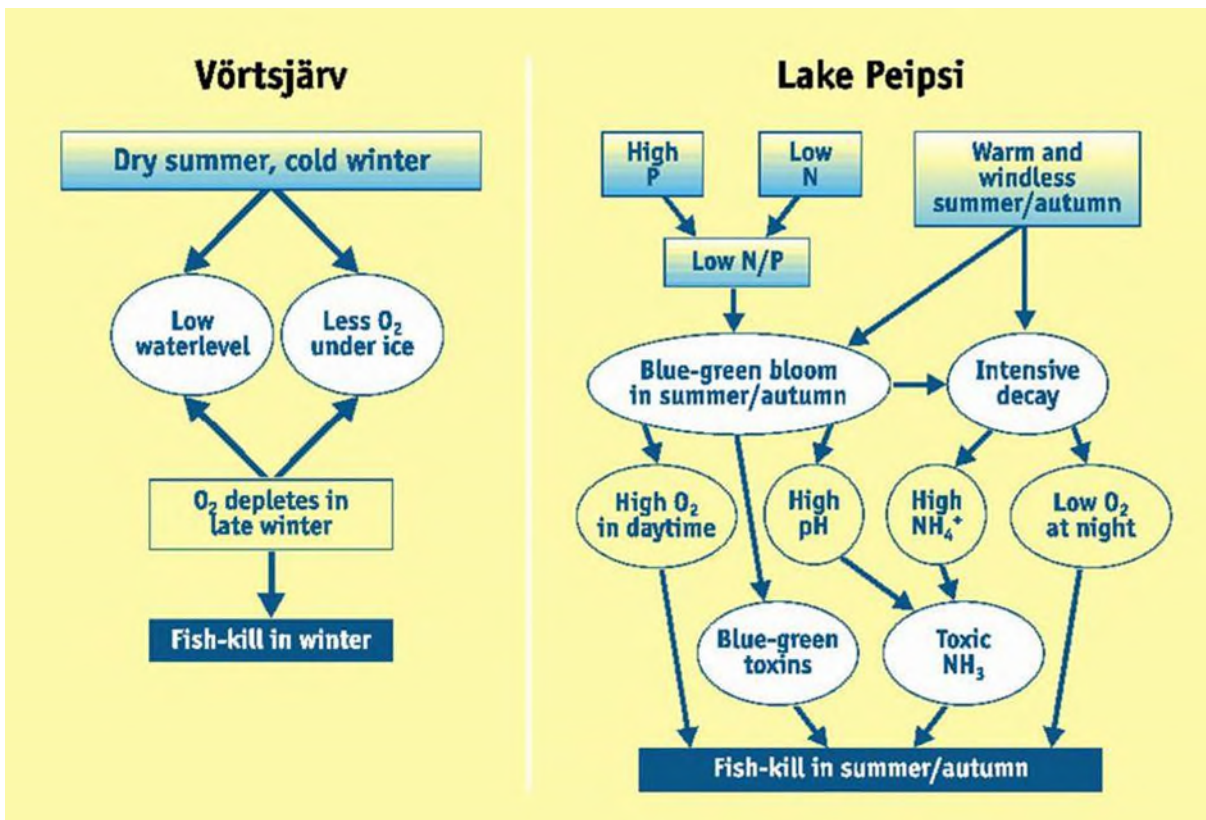 Võrtsjärv
Dry summer, cold winter
Low
waterlevel
Less O₂
under ice
O₂ depletes in
late winter
Fish-kill in winter
Lake Peipsi
High
P
Low
N
Warm and
windless
summer/autumn
Low N/P
Blue-green bloom
in summer/autumn
Intensive
decay
High O₂
in daytime
High
pH
High
NH₄⁺
Low O₂
at night
Blue-green
toxins
Toxic
NH₃
Fish-kill in summer/autumn